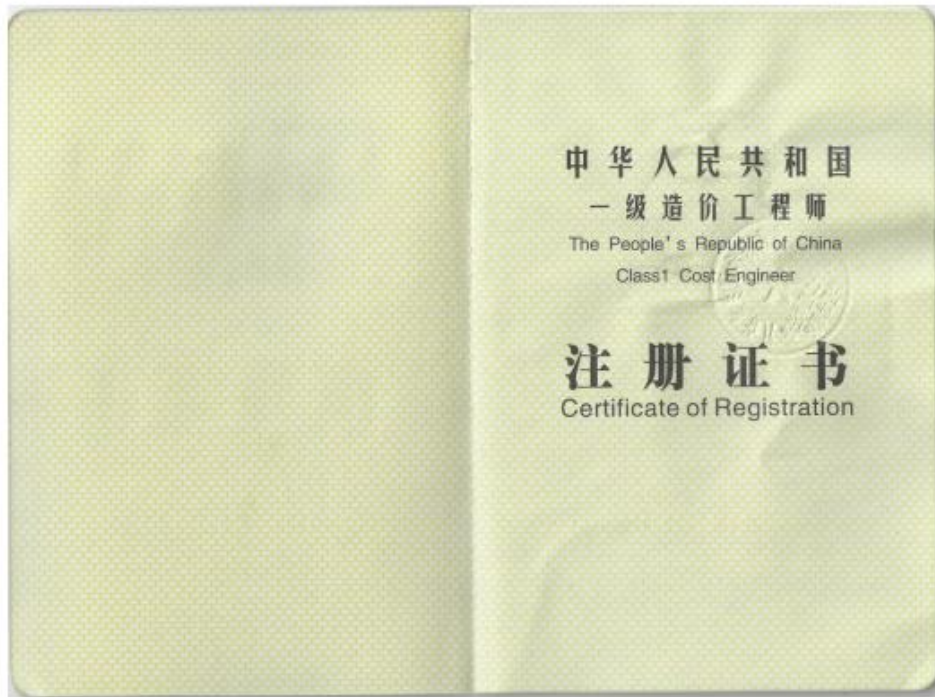 中华人民共和国
一级造价工程师
The People's Republic of China
Class1 Cost Engineer
注册证书
Certificate of Registration